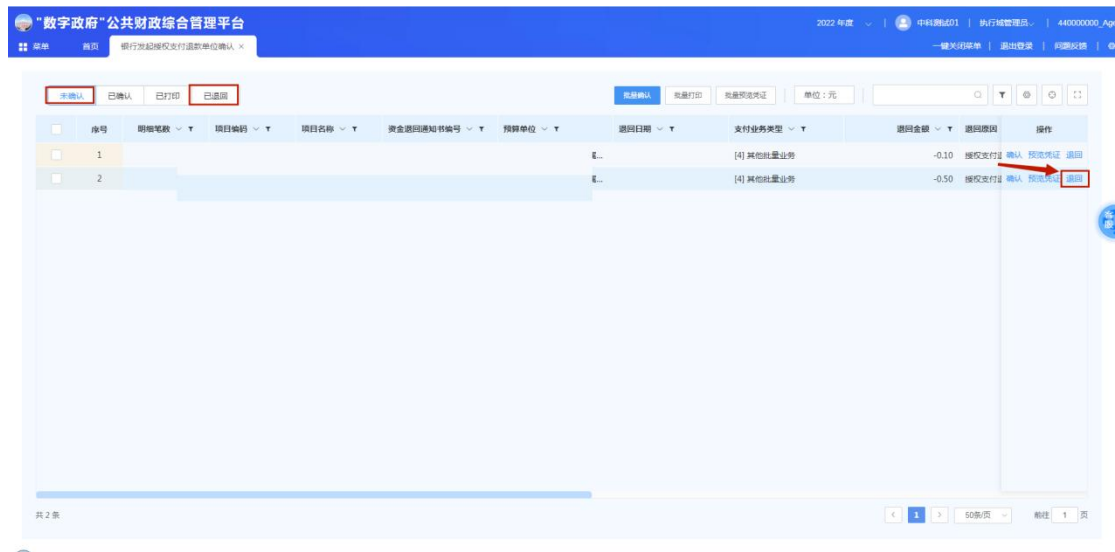 "数字政府"公共财政综合管理平台
2022 年度 | 中科测试01 | 执行域管理员 | 440000000_Ag
菜单 首页 银行发起授权支付退款单位确认 × 一键关闭菜单 | 退出登录 | 问题反馈 |
未确认 已确认 已打印 已退回 批量确认 批量打印 批量预览凭证 单位：元
序号 明细笔数 项目编码 项目名称 资金退回通知书编号 预算单位 退回日期 支付业务类型 退回金额 退回原因 操作
1 [4] 其他批量业务 -0.10 授权支付 确认 预览凭证 退回
2 [4] 其他批量业务 -0.50 授权支付 确认 预览凭证 退回
客服
共 2 条 < 1 > 50条/页 前往 1 页